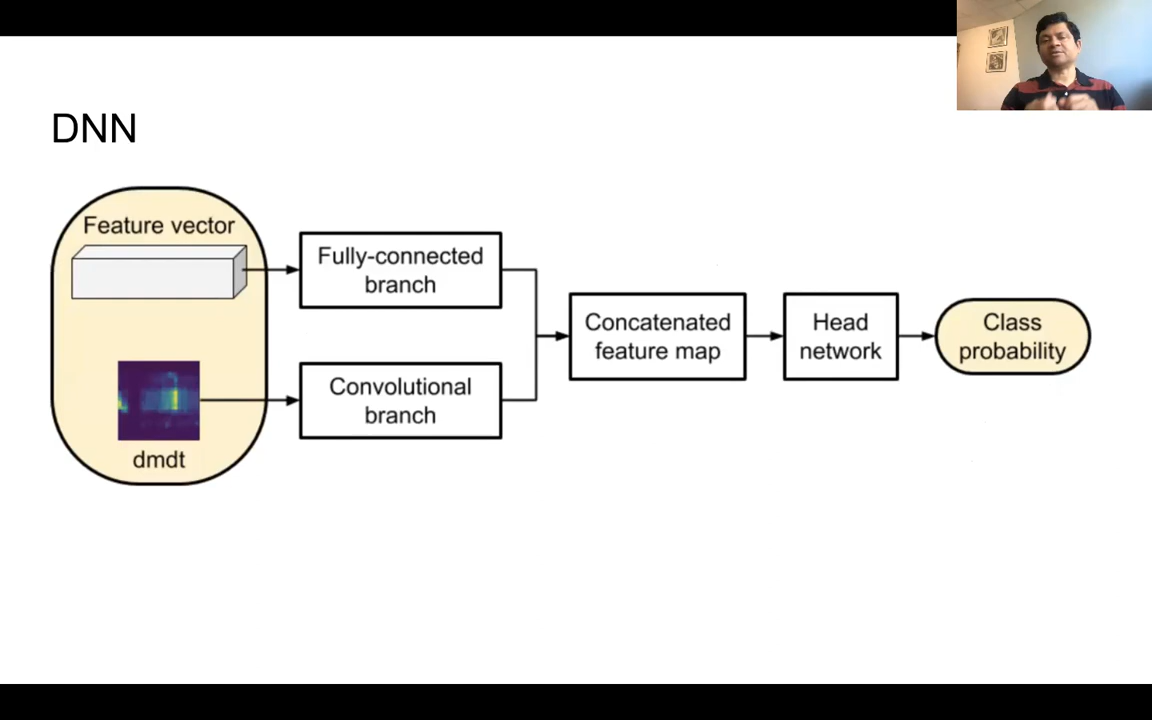 DNN
Feature vector
dmdt
Fully-connected
branch
Convolutional
branch
Concatenated
feature map
Head
network
Class
probability